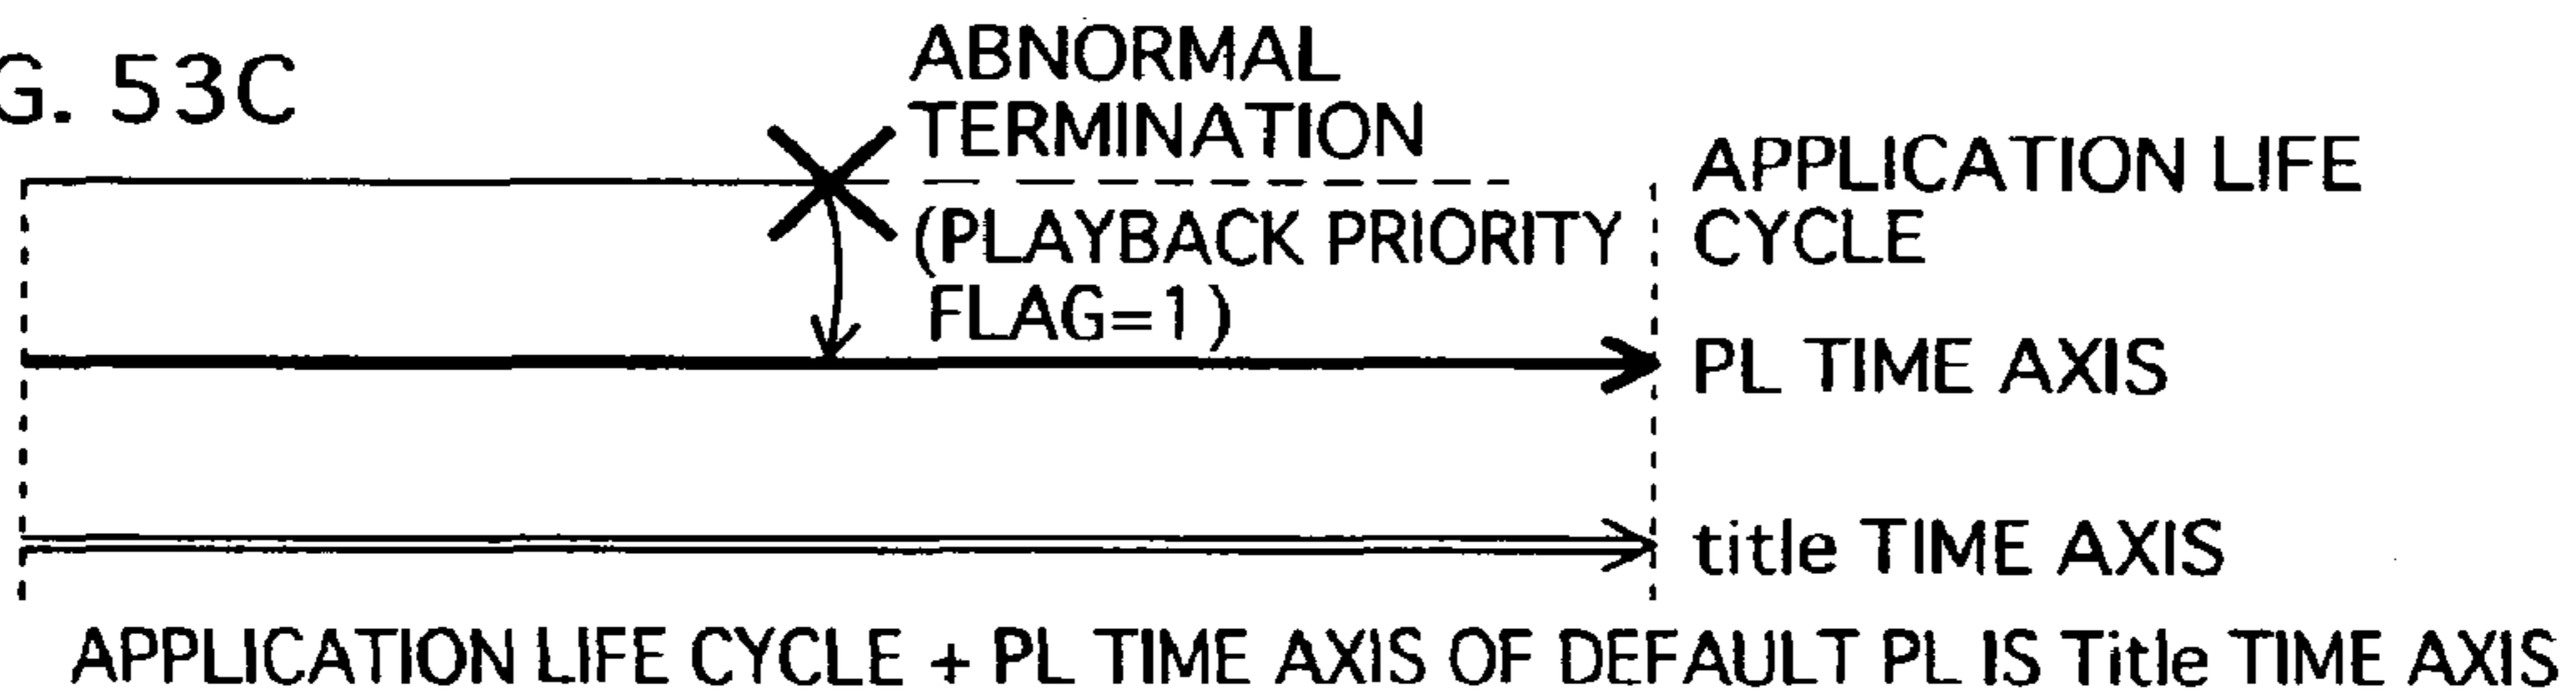 G. 53C
ABNORMAL
TERMINATION
(PLAYBACK PRIORITY
FLAG=1)
APPLICATION LIFE
CYCLE
PL TIME AXIS
title TIME AXIS
APPLICATION LIFE CYCLE + PL TIME AXIS OF DEFAULT PL IS Title TIME AXIS